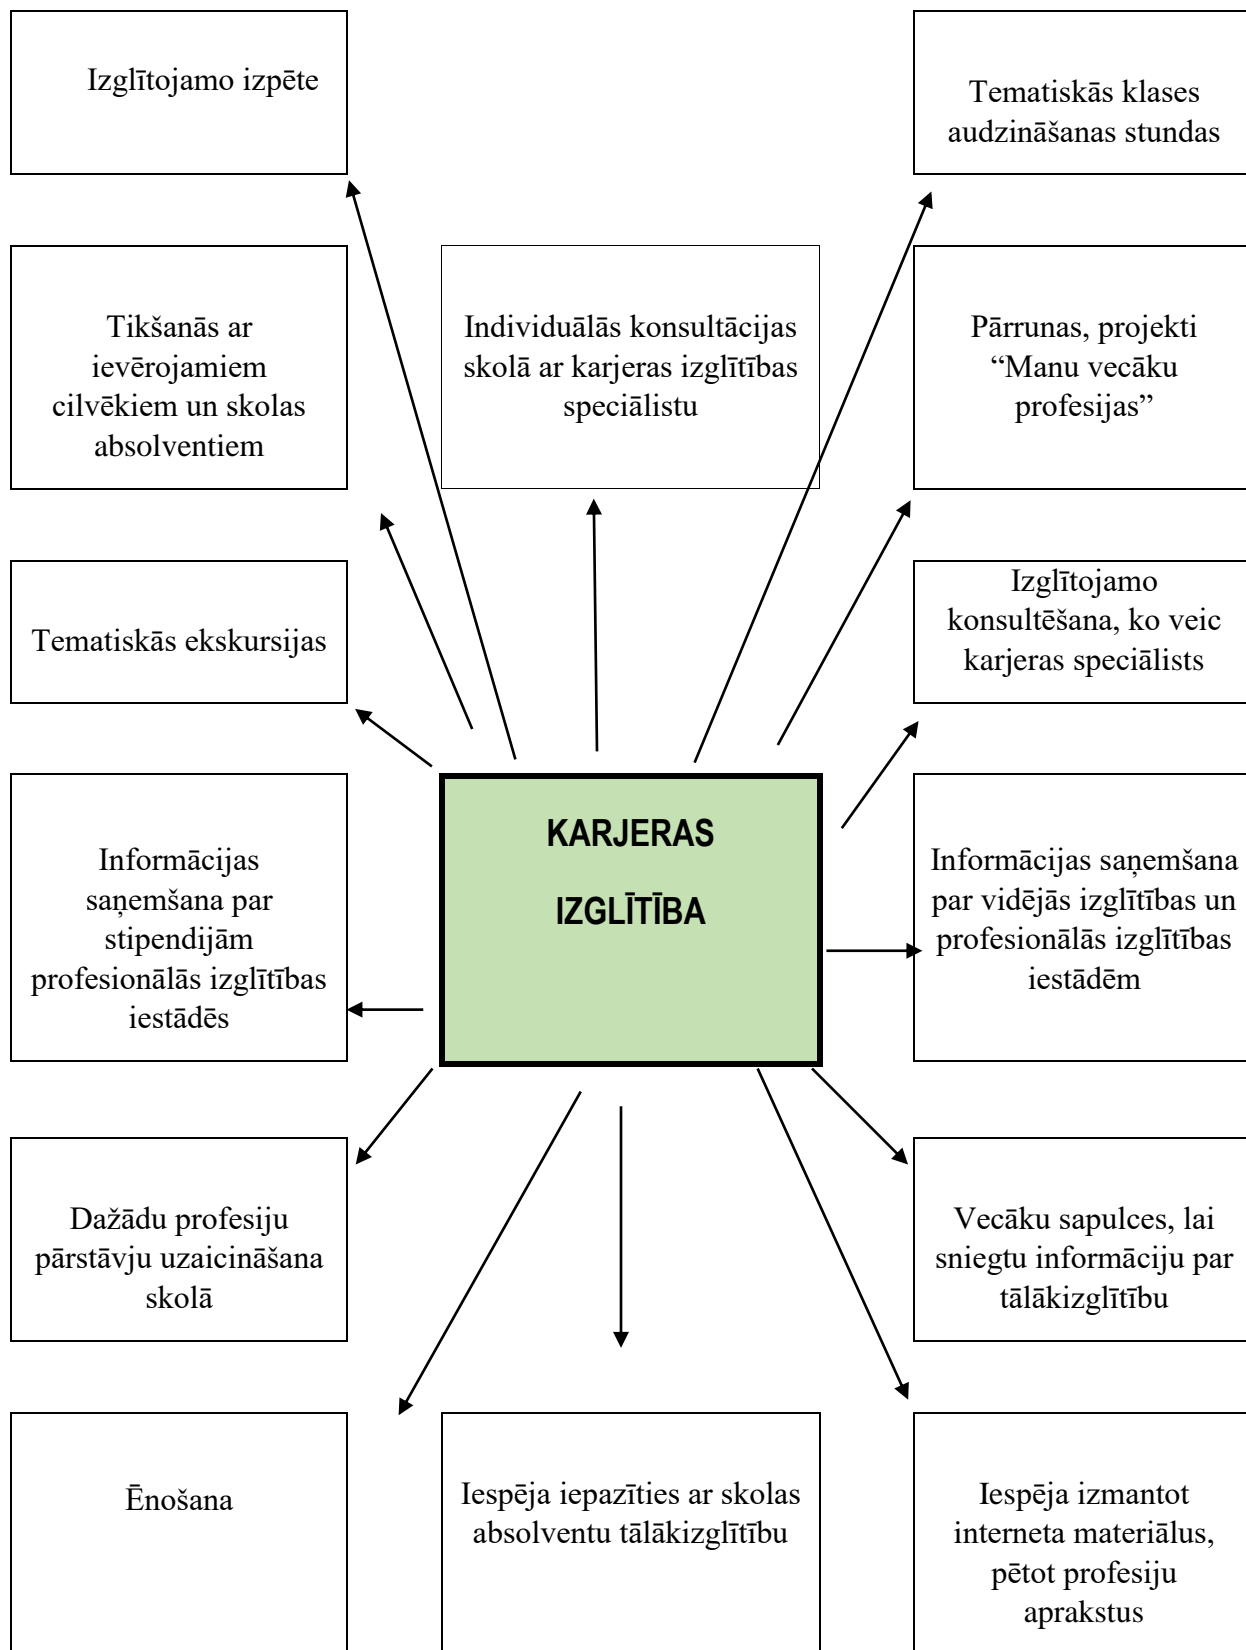 Izglītojamo izpēte
Tematiskās klases
audzināšanas stundas
Tikšanās ar
ievērojamiem
cilvēkiem un skolas
absolventiem
Individuālās konsultācijas
skolā ar karjeras izglītības
speciālistu
Pārrunas, projekti
“Manu vecāku
profesijas”
Tematiskās ekskursijas
Izglītojamo
konsultēšana, ko veic
karjeras speciālists
Informācijas
saņemšana par
stipendijām
profesionālās izglītības
iestādēs
KARJERAS
IZGLĪTĪBA
Informācijas saņemšana
par vidējās izglītības un
profesionālās izglītības
iestādēm
Dažādu profesiju
pārstāvju uzaicināšana
skolā
Vecāku sapulces, lai
sniegtu informāciju par
tālākizglītību
Ēnošana
Iespēja iepazīties ar skolas
absolventu tālākizglītību
Iespēja izmantot
interneta materiālus,
pētot profesiju
aprakstus